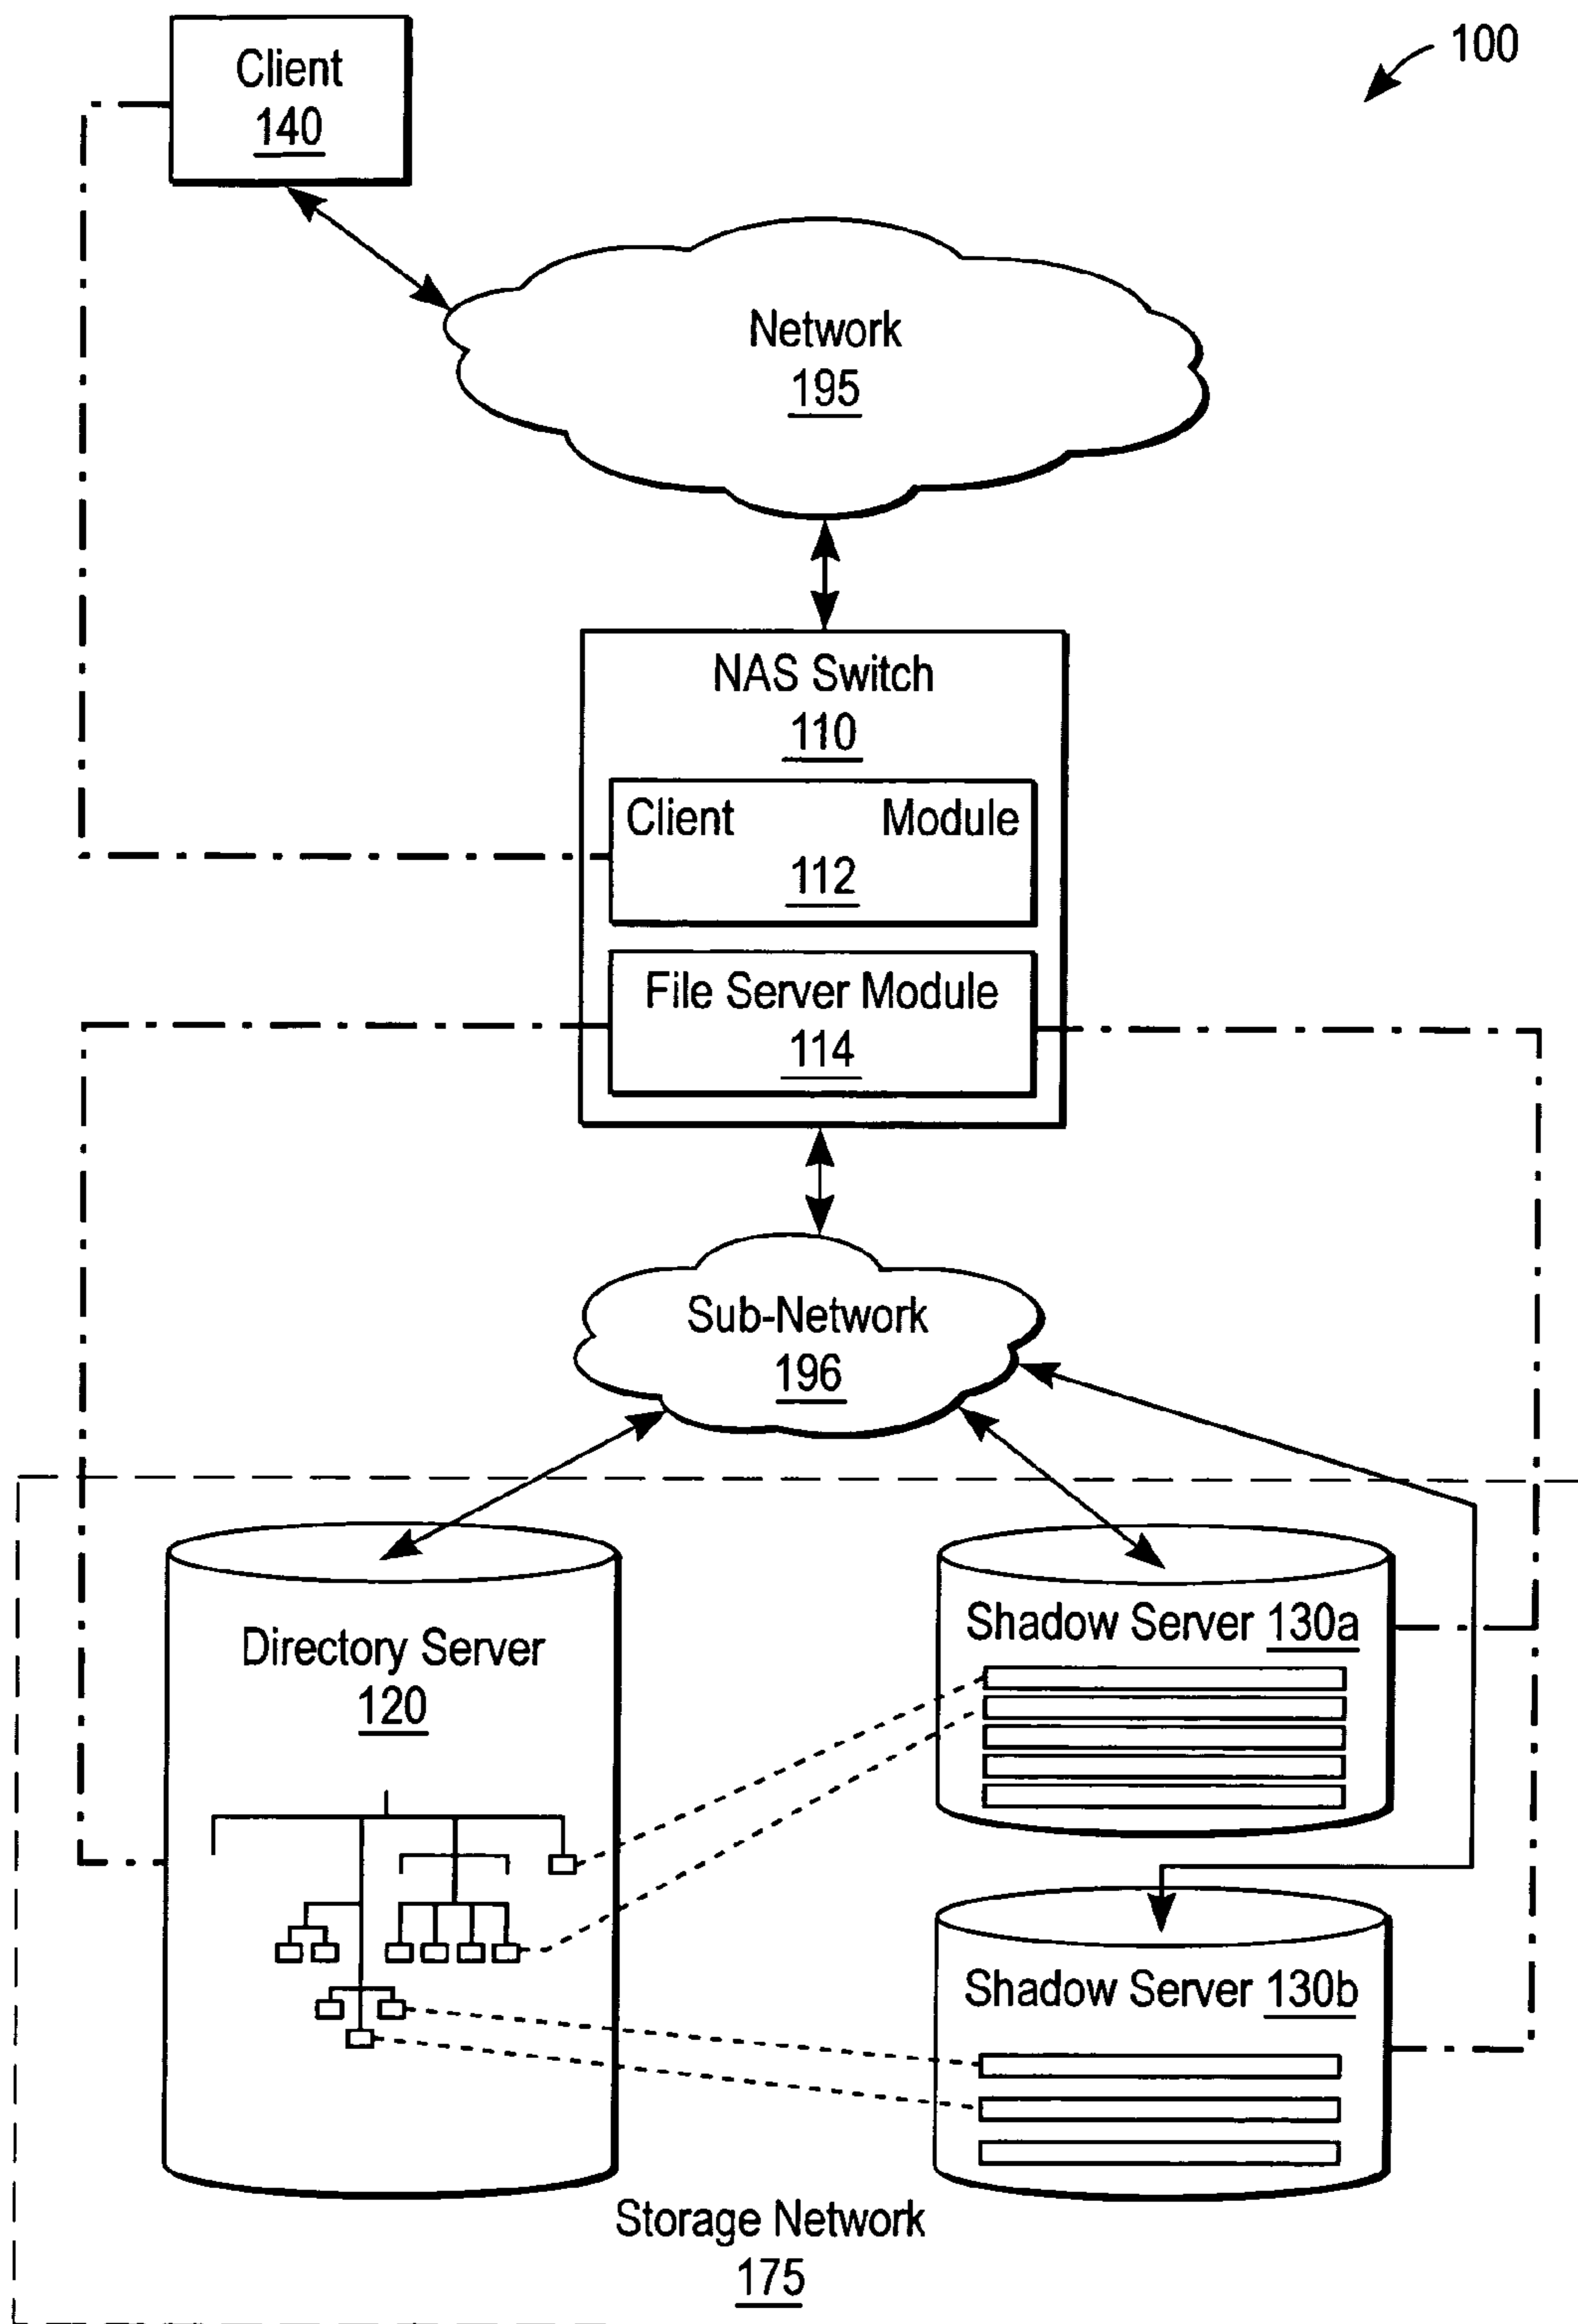 100
Client
140
Network
195
NAS Switch
110
Client Module
112
File Server Module
114
Sub-Network
196
Directory Server
120
Shadow Server 130a
Shadow Server 130b
Storage Network
175